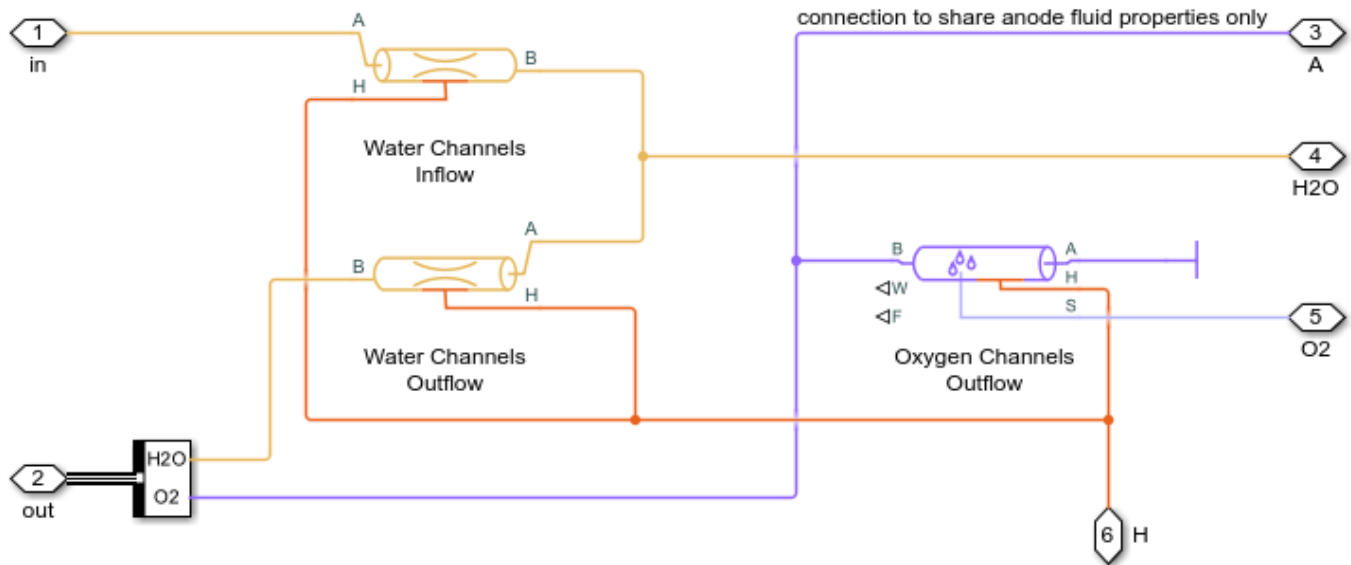 connection to share anode fluid properties only
1
in
A
B
H
3
A
Water Channels
Inflow
4
H2O
A
B
H
B
A
H
W
F
S
5
O2
Water Channels
Outflow
Oxygen Channels
Outflow
H2O
O2
2
out
6
H